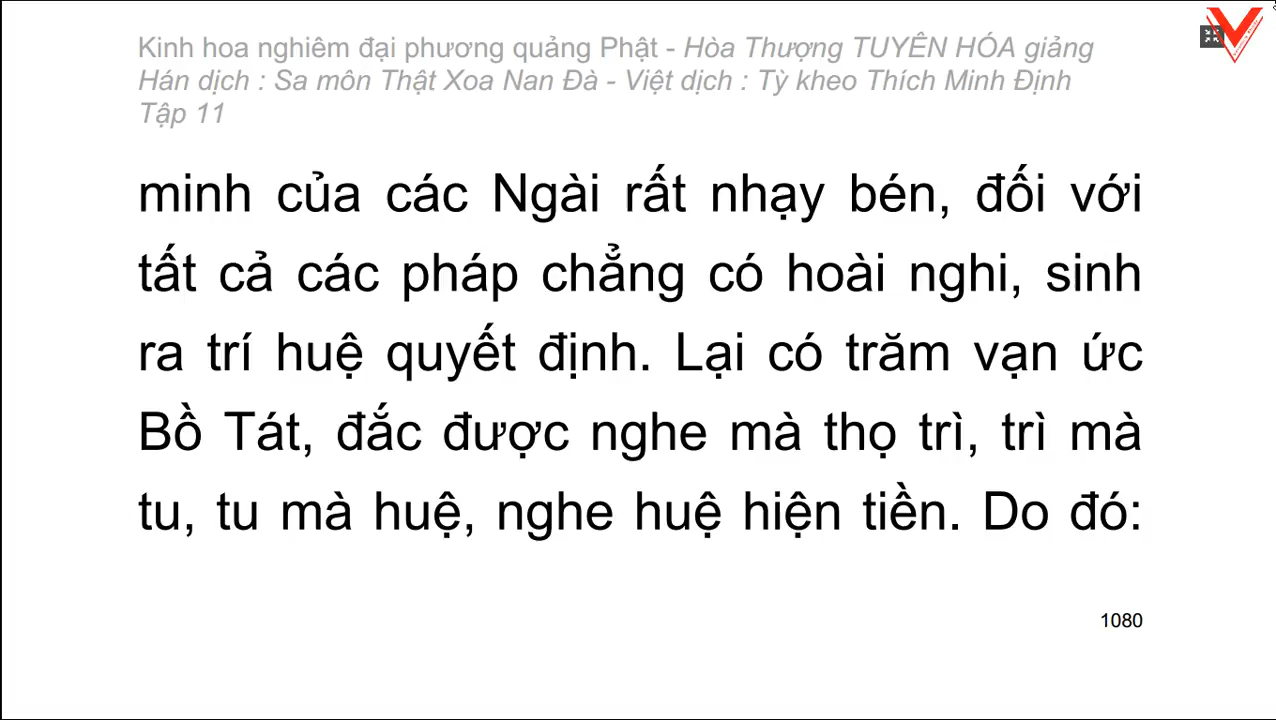 Kinh hoa nghiêm đại phương quảng Phật - Hòa Thượng TUYÊN HÓA giảng
Hán dịch : Sa môn Thật Xoa Nan Đà - Việt dịch : Tỳ kheo Thích Minh Định
Tập 11
minh của các Ngài rất nhạy bén, đối với
tất cả các pháp chẳng có hoài nghi, sinh
ra trí huệ quyết định. Lại có trăm vạn ức
Bồ Tát, đắc được nghe mà thọ trì, trì mà
tu, tu mà huệ, nghe huệ hiện tiền. Do đó:
1080